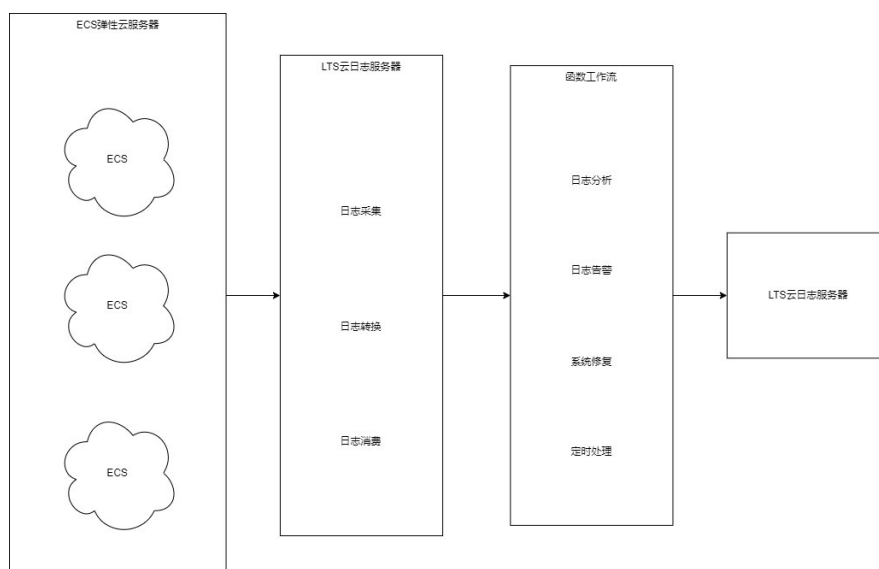 ECS弹性云服务器
ECS
ECS
ECS
LTS云日志服务器
日志采集
日志转换
日志消费
函数工作流
日志分析
日志告警
系统修复
定时处理
LTS云日志服务器